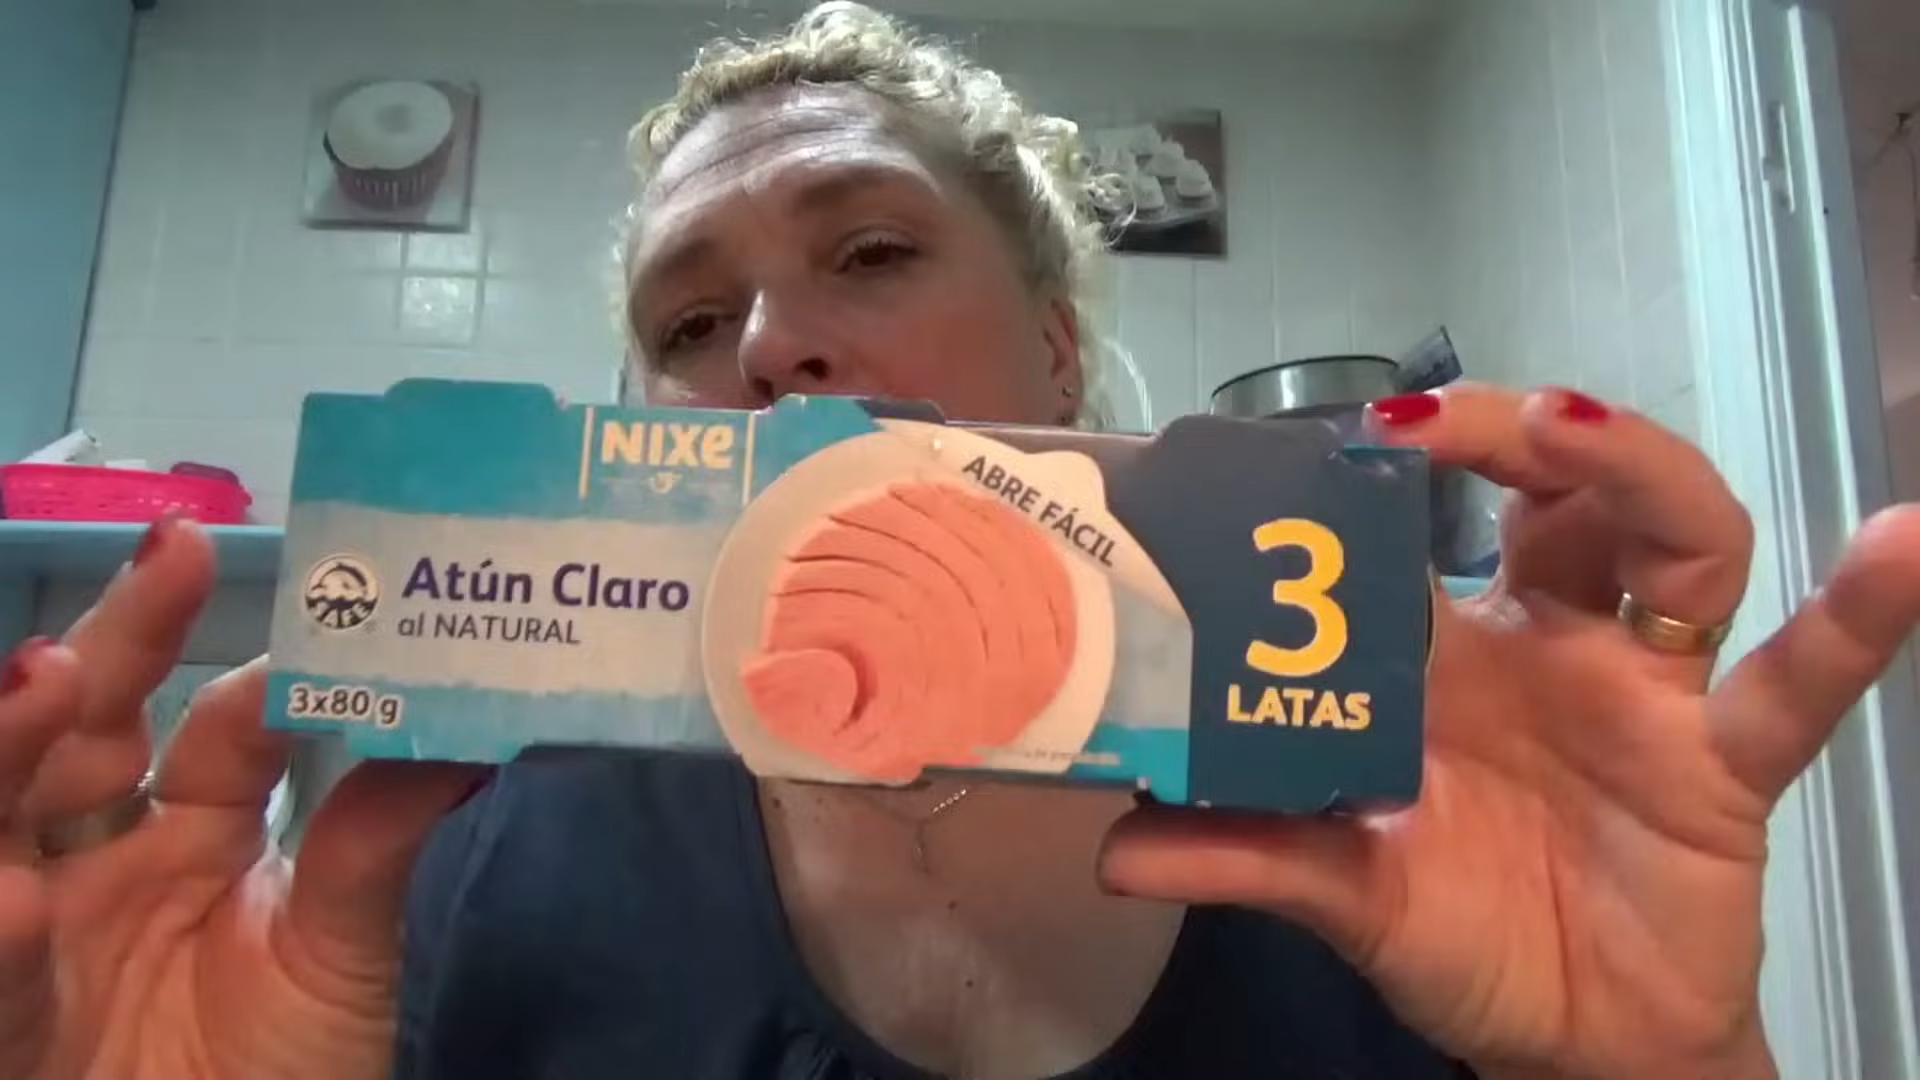 NIXE
ABRE FÁCIL
Atún Claro
al NATURAL
3x80 g
3
LATAS